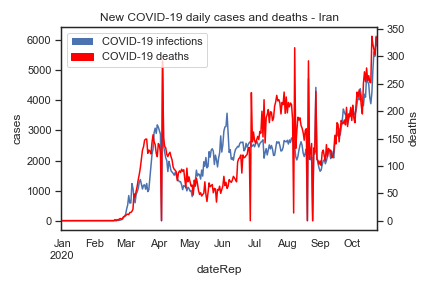 New COVID-19 daily cases and deaths - Iran
COVID-19 infections
COVID-19 deaths
6000
5000
4000
3000
2000
1000
0
cases
350
300
250
200
150
100
50
0
deaths
Jan Feb Mar Apr May Jun Jul Aug Sep Oct
2020
dateRep